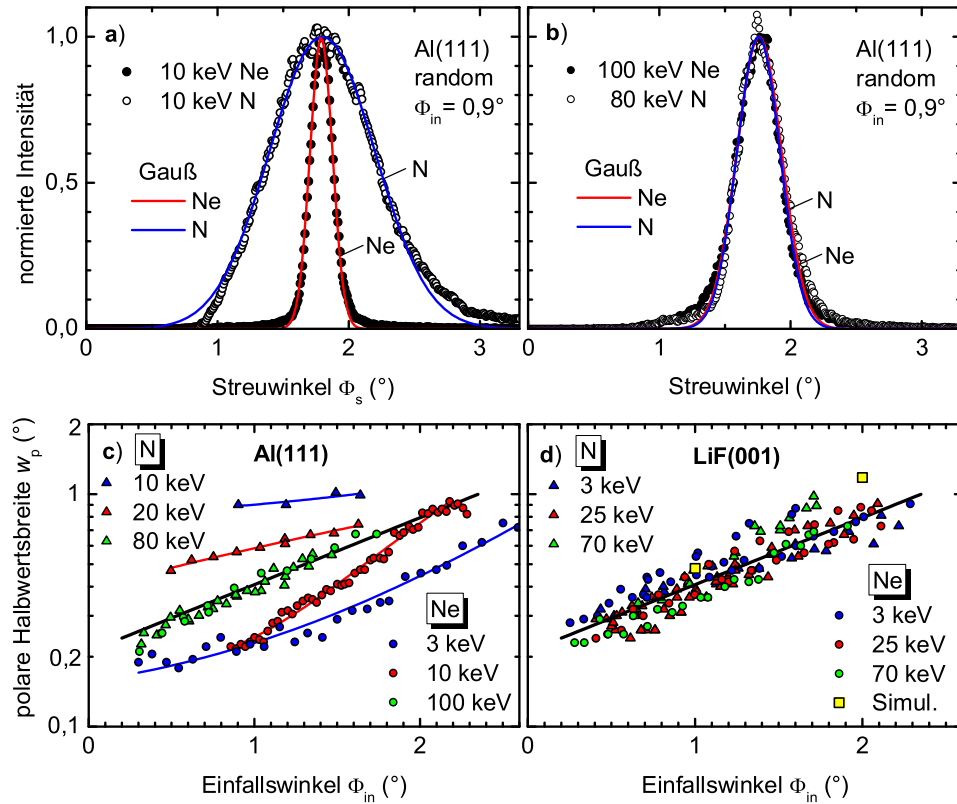 a)
10 keV Ne
10 keV N
Al(111)
random
Φin = 0,9°
Gauß
Ne
N
N
Ne
1,0
0,5
0,0
normierte Intensität
0 1 2 3
Streuwinkel Φs (°)
b)
100 keV Ne
80 keV N
Al(111)
random
Φin = 0,9°
Gauß
Ne
N
N
Ne
0 1 2 3
Streuwinkel (°)
c)
N
Al(111)
10 keV
20 keV
80 keV
Ne
3 keV
10 keV
100 keV
2
1
0,5
0,2
0,1
polare Halbwertsbreite wp (°)
0 1 2
Einfallswinkel Φin (°)
d)
N
LiF(001)
3 keV
25 keV
70 keV
Ne
3 keV
25 keV
70 keV
Simul.
0 1 2
Einfallswinkel Φin (°)